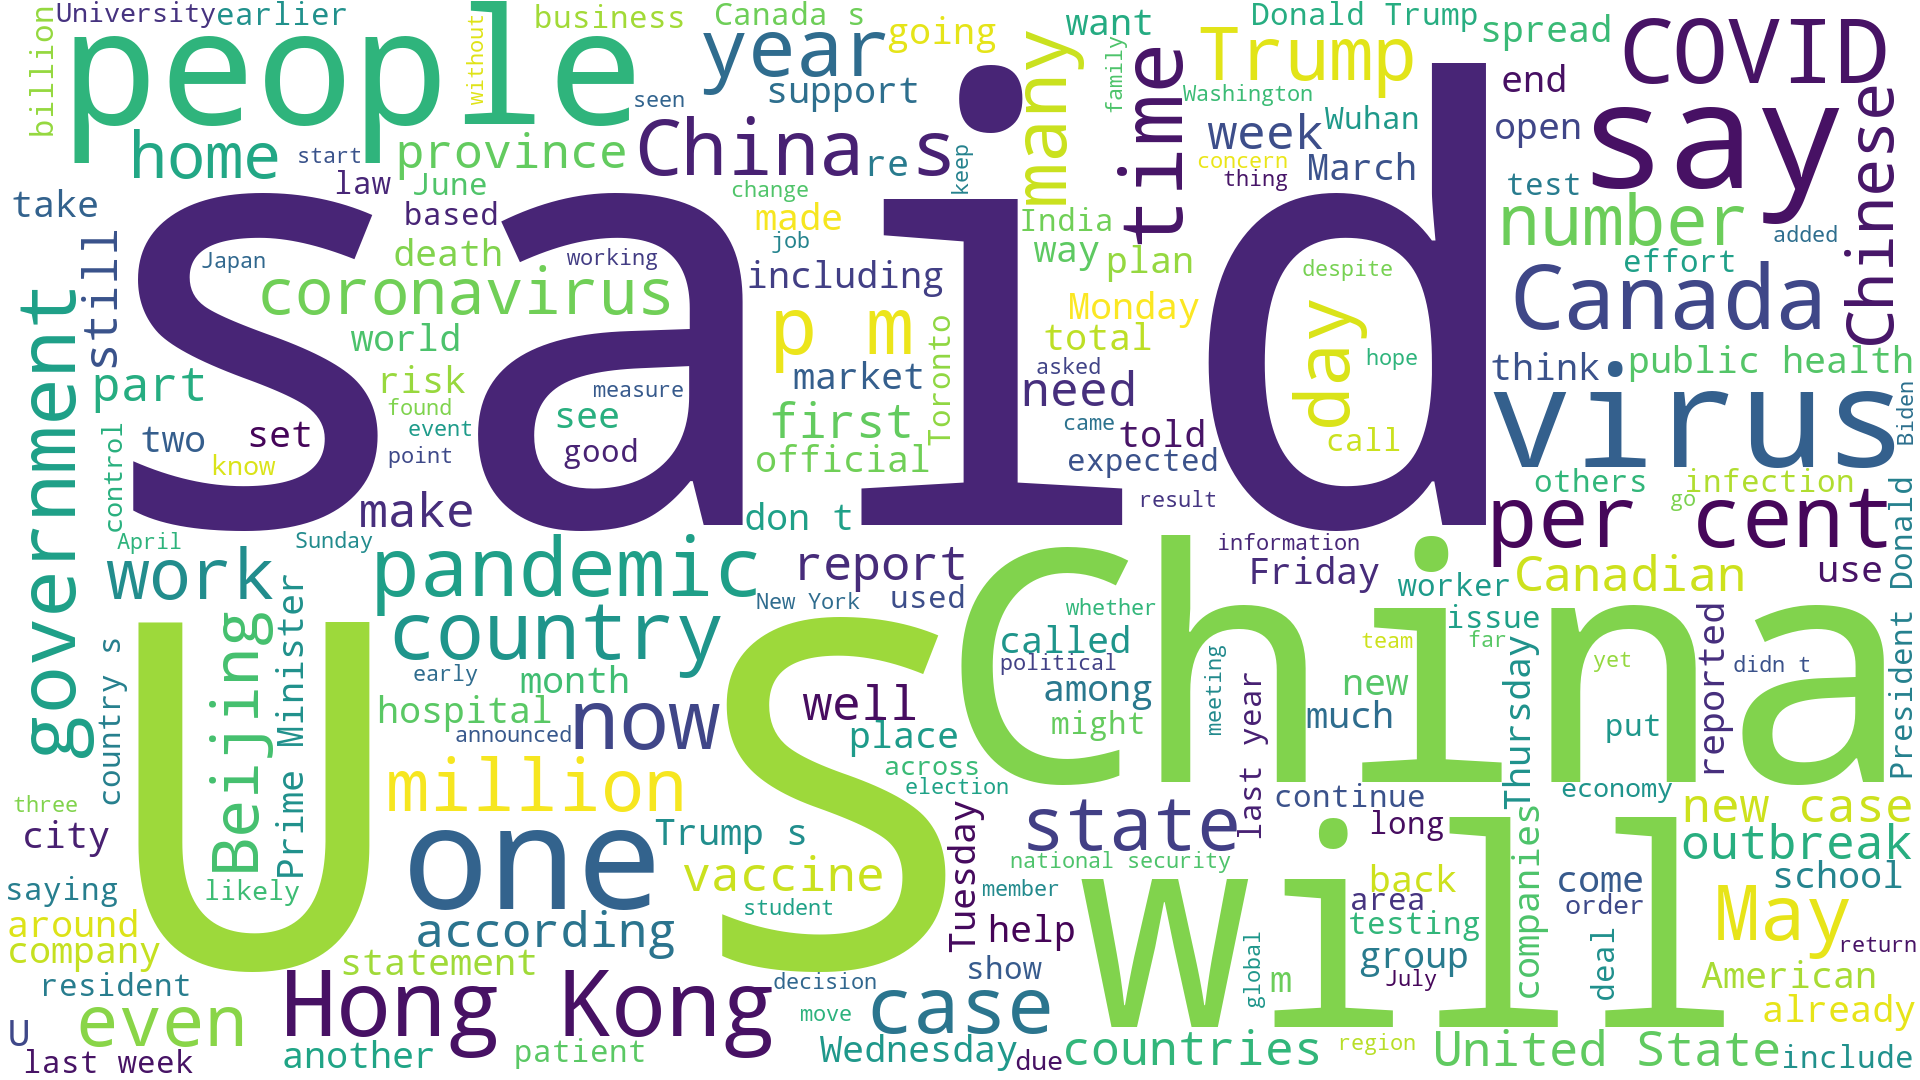 University
earlier
business
Canada s
going
want
Donald Trump
spread
COVID
billion
people
without
year
many
time
Trump
seen
support
family
Washington
end
say
Chinese
home
start
province
China s
re
keep
week
Wuhan
open
concern
thing
March
test
law
June
change
said
take
based
made
India
number
added
still
Japan
death
working
job
way
plan
despite
effort
coronavirus
including
Monday
day
Canada
government
world
p m
Toronto
total
hope
think
public health
part
risk
measure
market
asked
need
virus
Biden
found
see
first
came
told
call
control
two
set
event
good
know
point
official
expected
others
infection
make
don t
result
go
per cent
April
Sunday
information
President Donald
work
pandemic
report
Friday
worker
Canadian
use
Prime Minister
New York
used
whether
issue
Beijing
country
called
team
far
reported
country s
U S
China
early
political
meeting
Thursday
yet
didn t
month
among
new
hospital
well
last year
announced
now
place
might
much
put
across
million
election
continue
economy
three
new case
city
one
Trump s
state
long
outbreak
Tuesday
companies
vaccine
national security
will
saying
likely
member
back
come
school
student
area
order
around
according
help
testing
May
company
statement
global
group
deal
return
resident
decision
show
m
July
American
even
Hong Kong
move
case
already
U
last week
another
patient
Wednesday
due
countries
region
United State
include